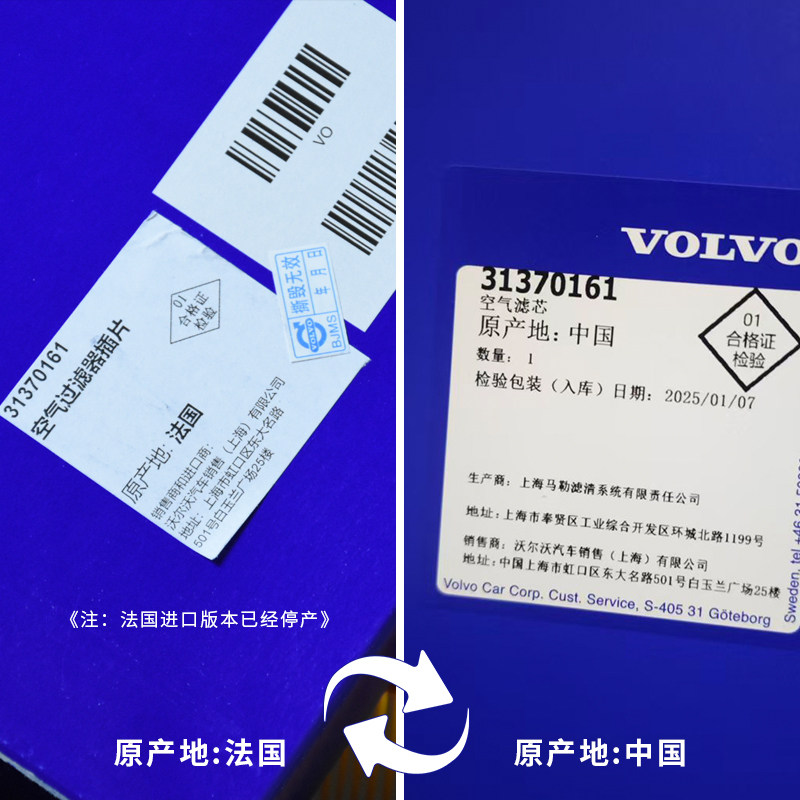 VO
撕毁无效
年 月 日
VOLVO
BJMS
01
合格证
检验
31370161
空气过滤器插片
原产地: 法国
销售商和进口商:
沃尔沃汽车销售（上海）有限公司
地址: 上海市虹口区东大名路
501号白玉兰广场25楼
《注：法国进口版本已经停产》
原产地:法国
VOLVO
31370161
空气滤芯
原产地: 中国
数量: 1
检验包装（入库）日期: 2025/01/07
01
合格证
检验
生产商: 上海马勒滤清系统有限责任公司
地址: 上海市奉贤区工业综合开发区环城北路1199号
销售商: 沃尔沃汽车销售（上海）有限公司
地址: 中国上海市虹口区东大名路501号白玉兰广场25楼
Volvo Car Corp. Cust. Service, S-405 31 Göteborg
Sweden, tel +46 31
原产地:中国